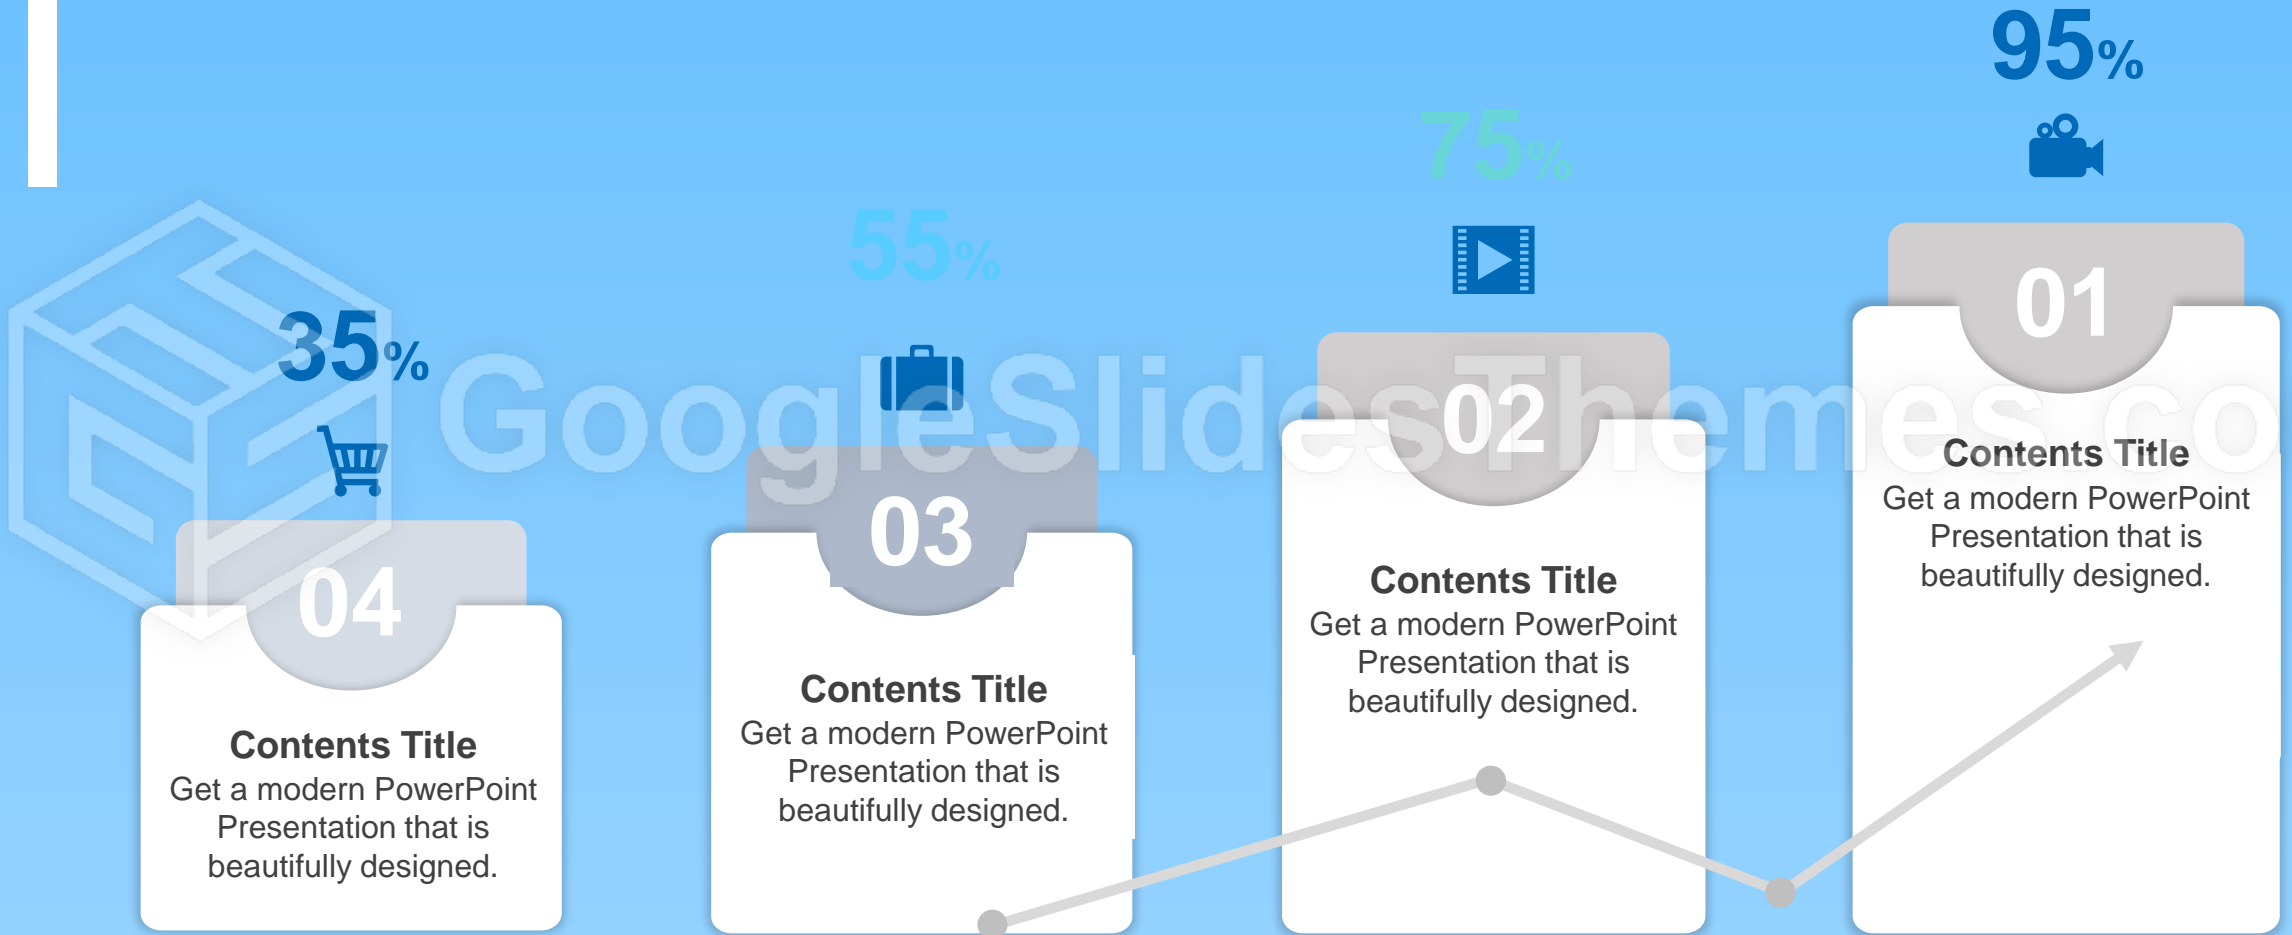 95%
75%
55%
35%
01
02
03
04
GoogleSlidesThemes.co
Contents Title
Get a modern PowerPoint
Presentation that is
beautifully designed.
Contents Title
Get a modern PowerPoint
Presentation that is
beautifully designed.
Contents Title
Get a modern PowerPoint
Presentation that is
beautifully designed.
Contents Title
Get a modern PowerPoint
Presentation that is
beautifully designed.